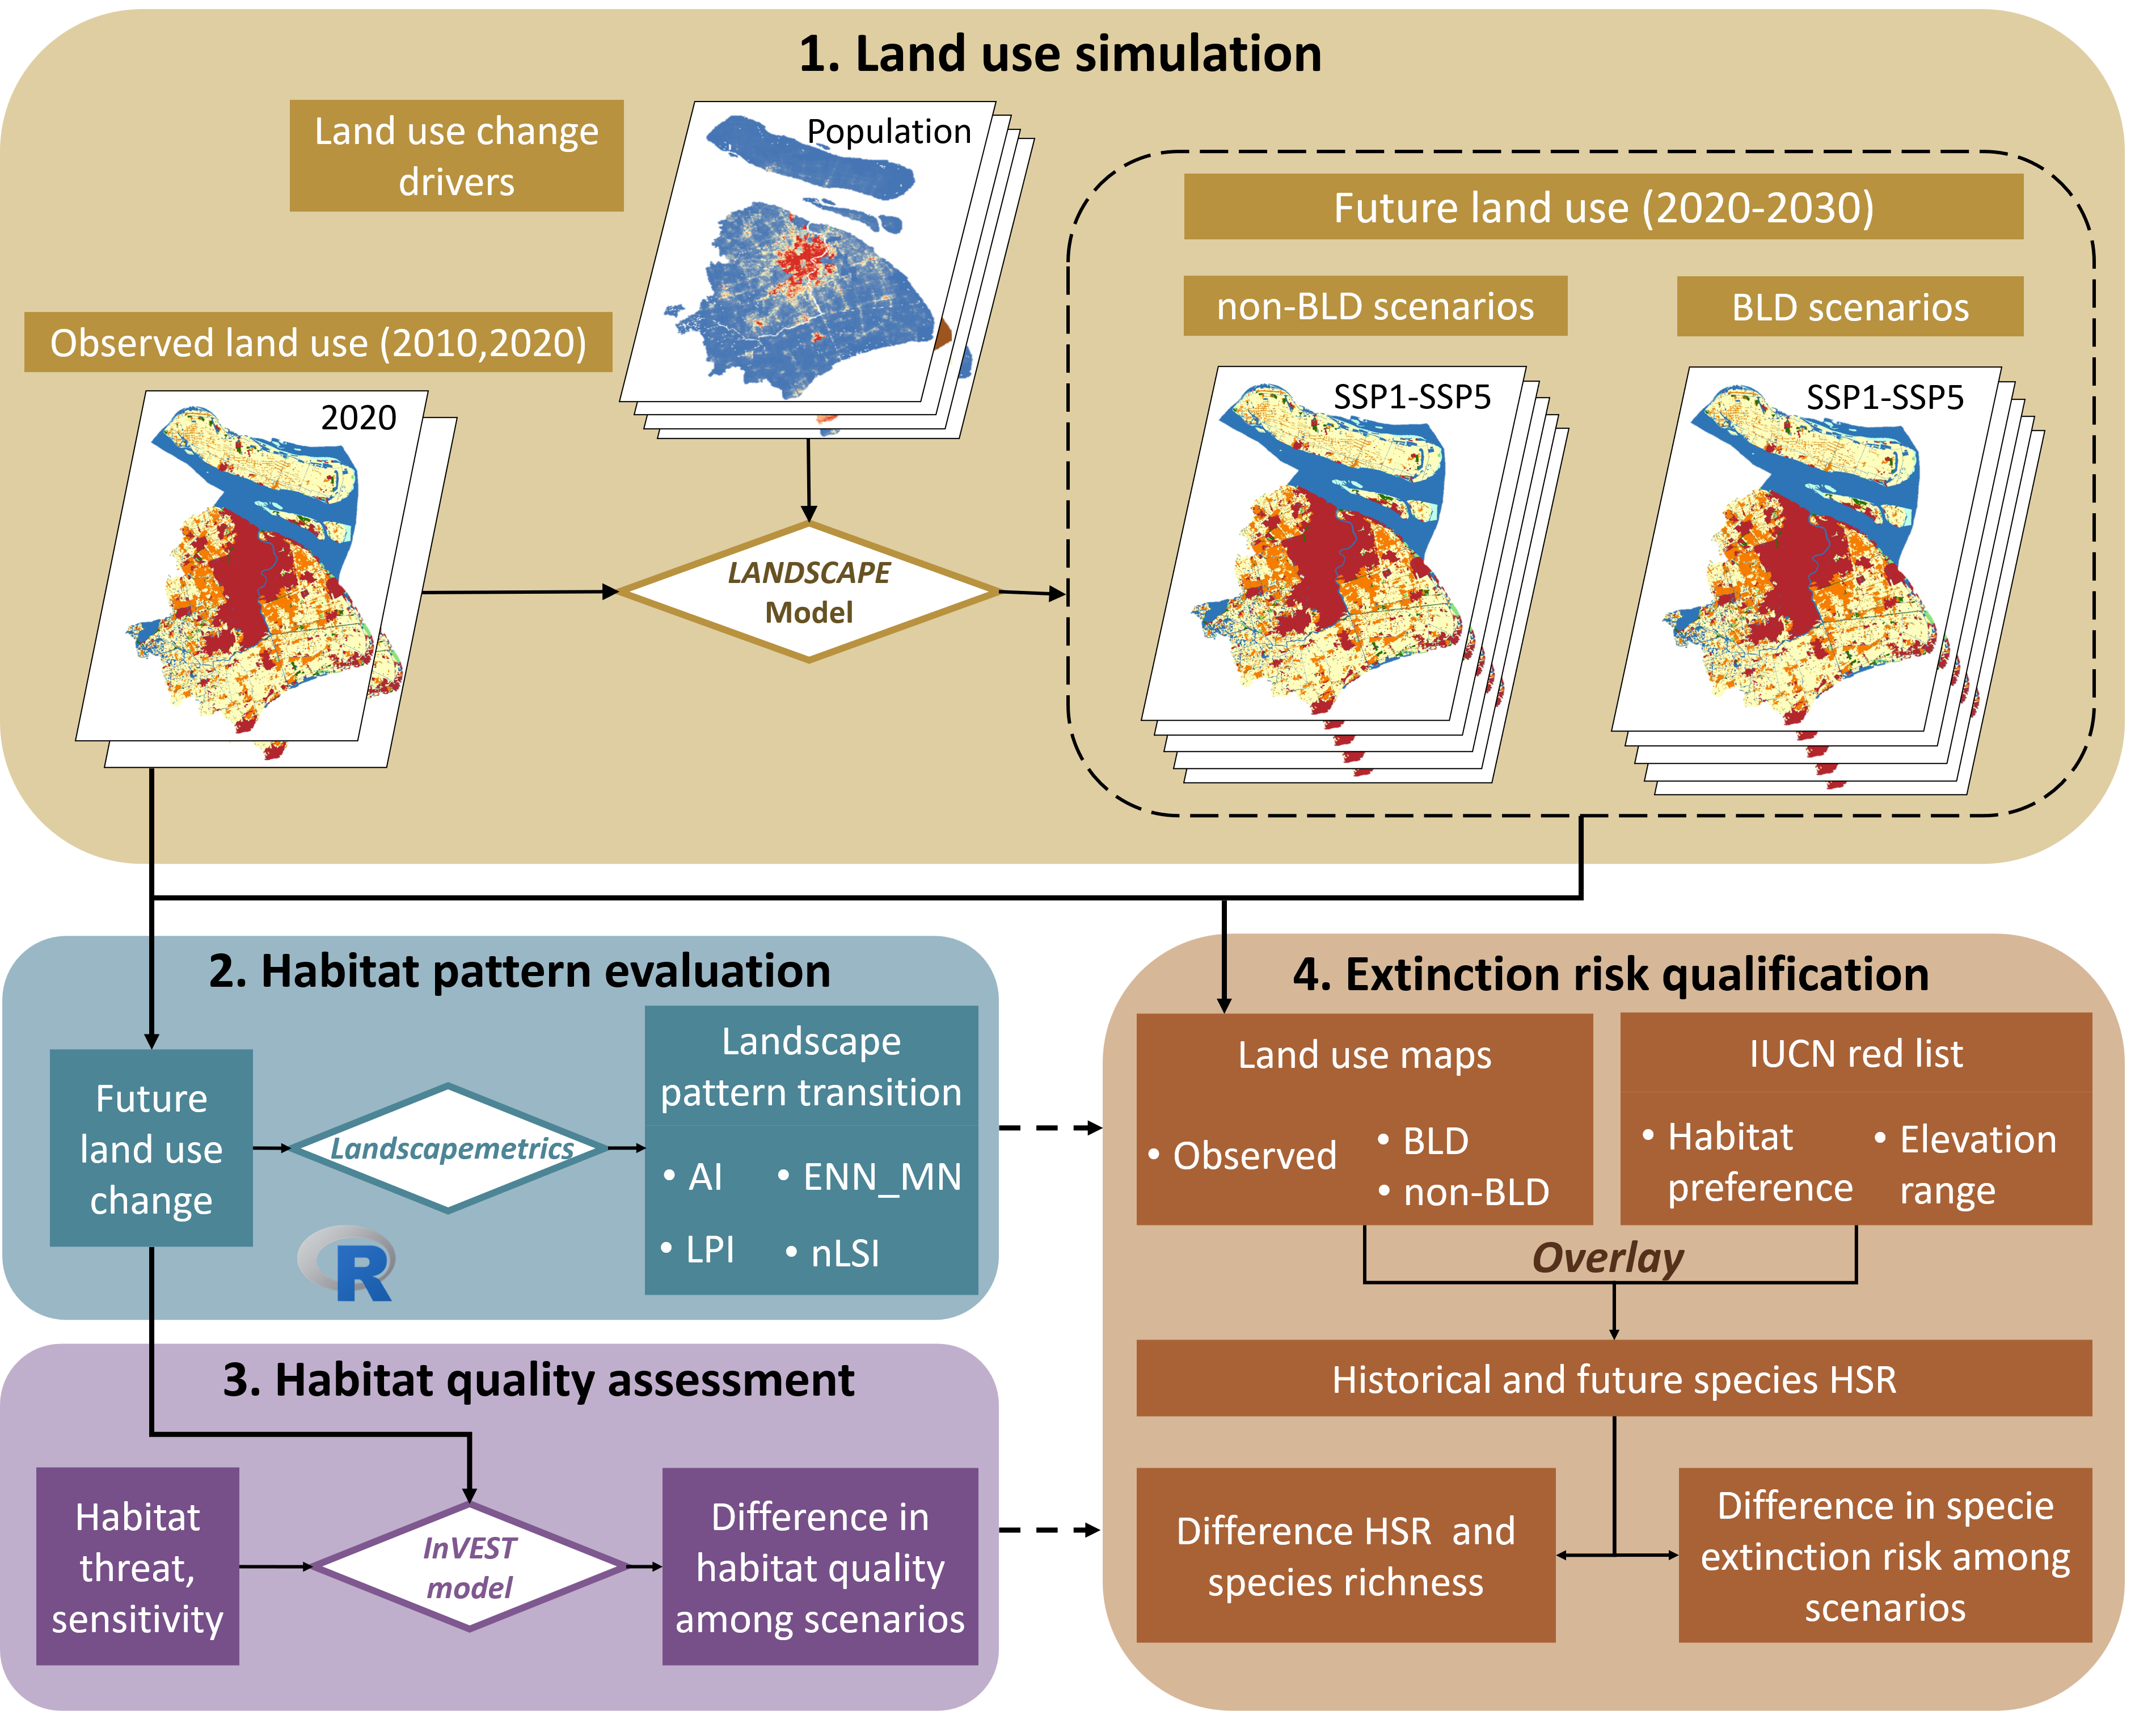 1. Land use simulation
Land use change
drivers
Population
Observed land use (2010,2020)
2020
LANDSCAPE
Model
Future land use (2020-2030)
non-BLD scenarios
BLD scenarios
SSP1-SSP5
SSP1-SSP5
2. Habitat pattern evaluation
Future
land use
change
Landscapemetrics
R
Landscape
pattern transition
• AI
• ENN_MN
• LPI
• nLSI
3. Habitat quality assessment
Habitat
threat,
sensitivity
InVEST
model
Difference in
habitat quality
among scenarios
4. Extinction risk qualification
Land use maps
• Observed
• BLD
• non-BLD
IUCN red list
• Habitat
preference
• Elevation
range
Overlay
Historical and future species HSR
Difference HSR and
species richness
Difference in specie
extinction risk among
scenarios